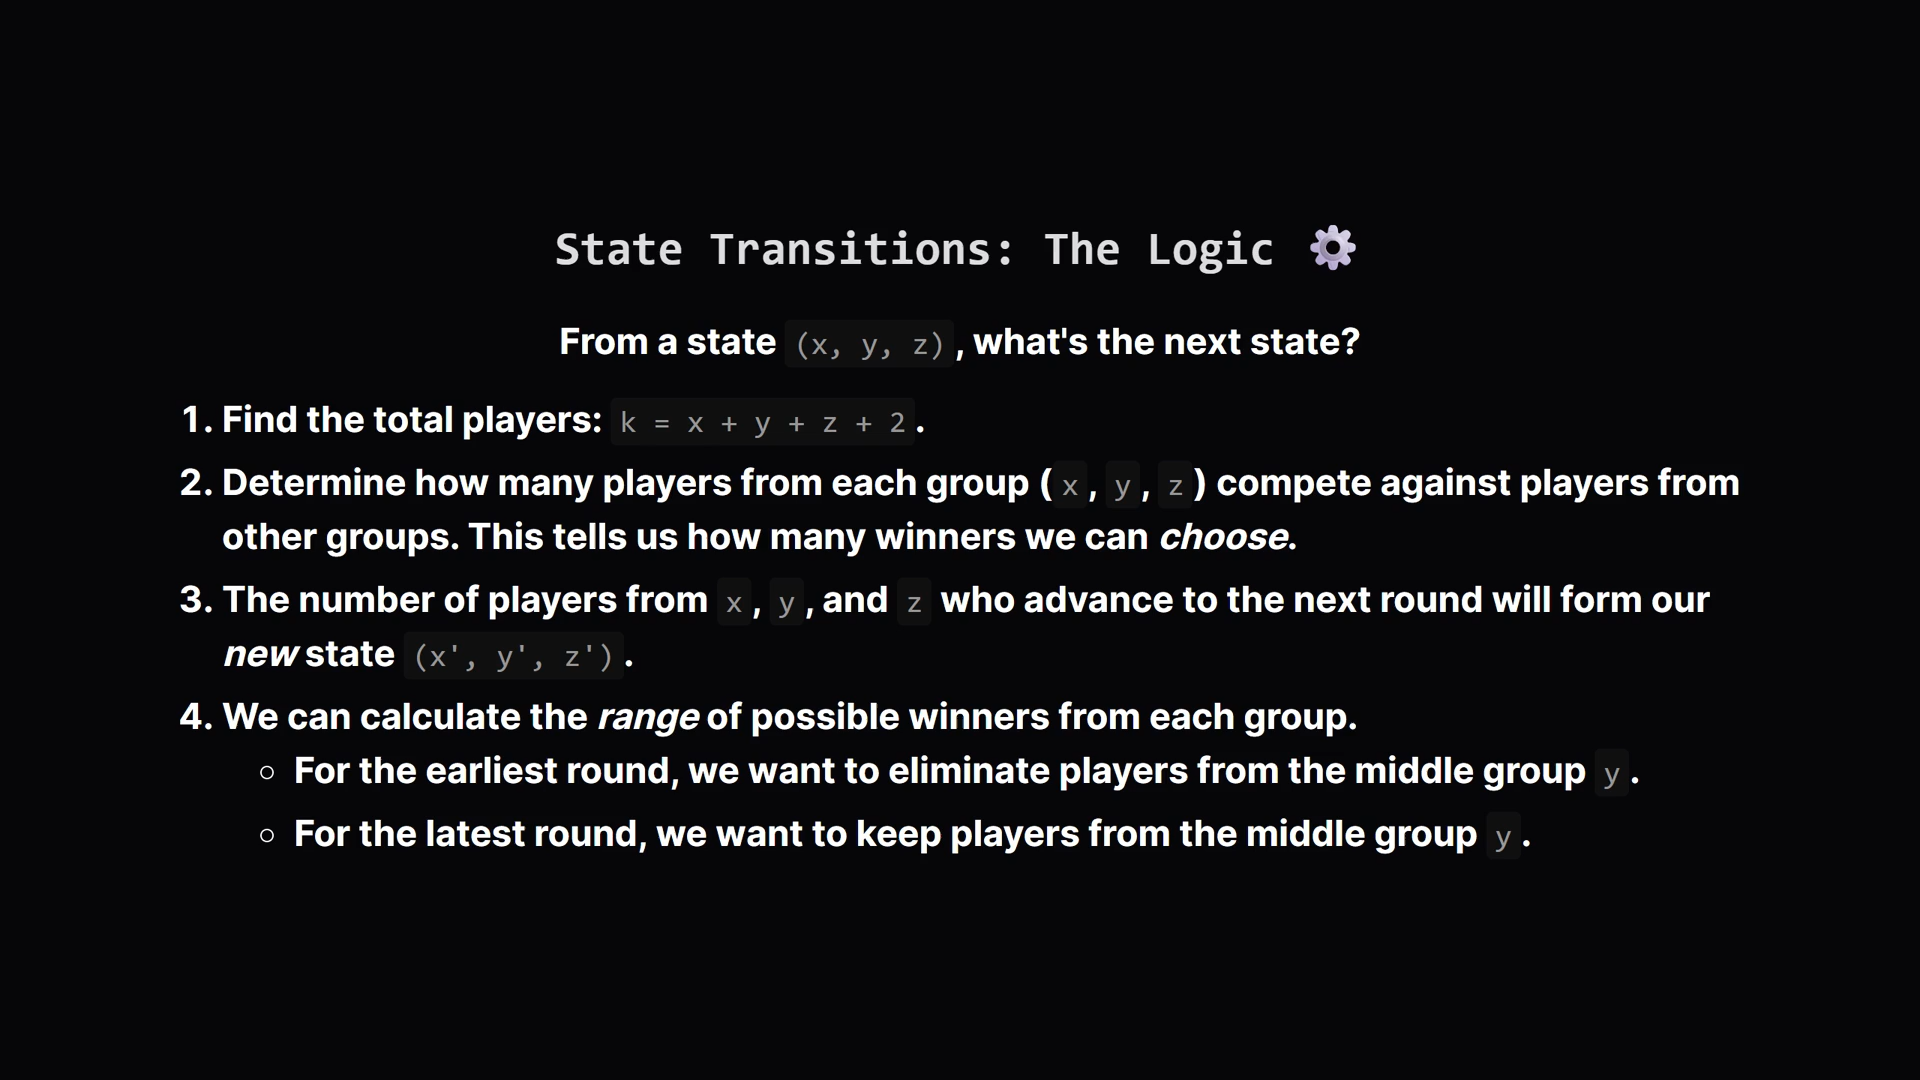 State Transitions: The Logic ⚙️
From a state (x, y, z), what's the next state?
1. Find the total players: k = x + y + z + 2.
2. Determine how many players from each group (x, y, z) compete against players from
other groups. This tells us how many winners we can choose.
3. The number of players from x, y, and z who advance to the next round will form our
new state (x', y', z').
4. We can calculate the range of possible winners from each group.
◦ For the earliest round, we want to eliminate players from the middle group y.
◦ For the latest round, we want to keep players from the middle group y.